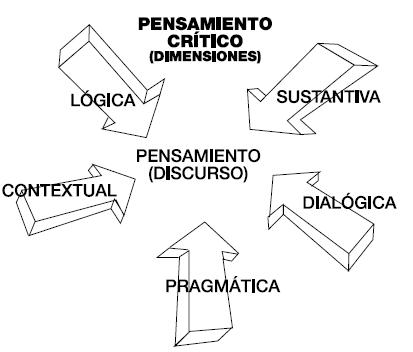 PENSAMIENTO
CRÍTICO
(DIMENSIONES)
LÓGICA
SUSTANTIVA
PENSAMIENTO
(DISCURSO)
CONTEXTUAL
DIALÓGICA
PRAGMÁTICA